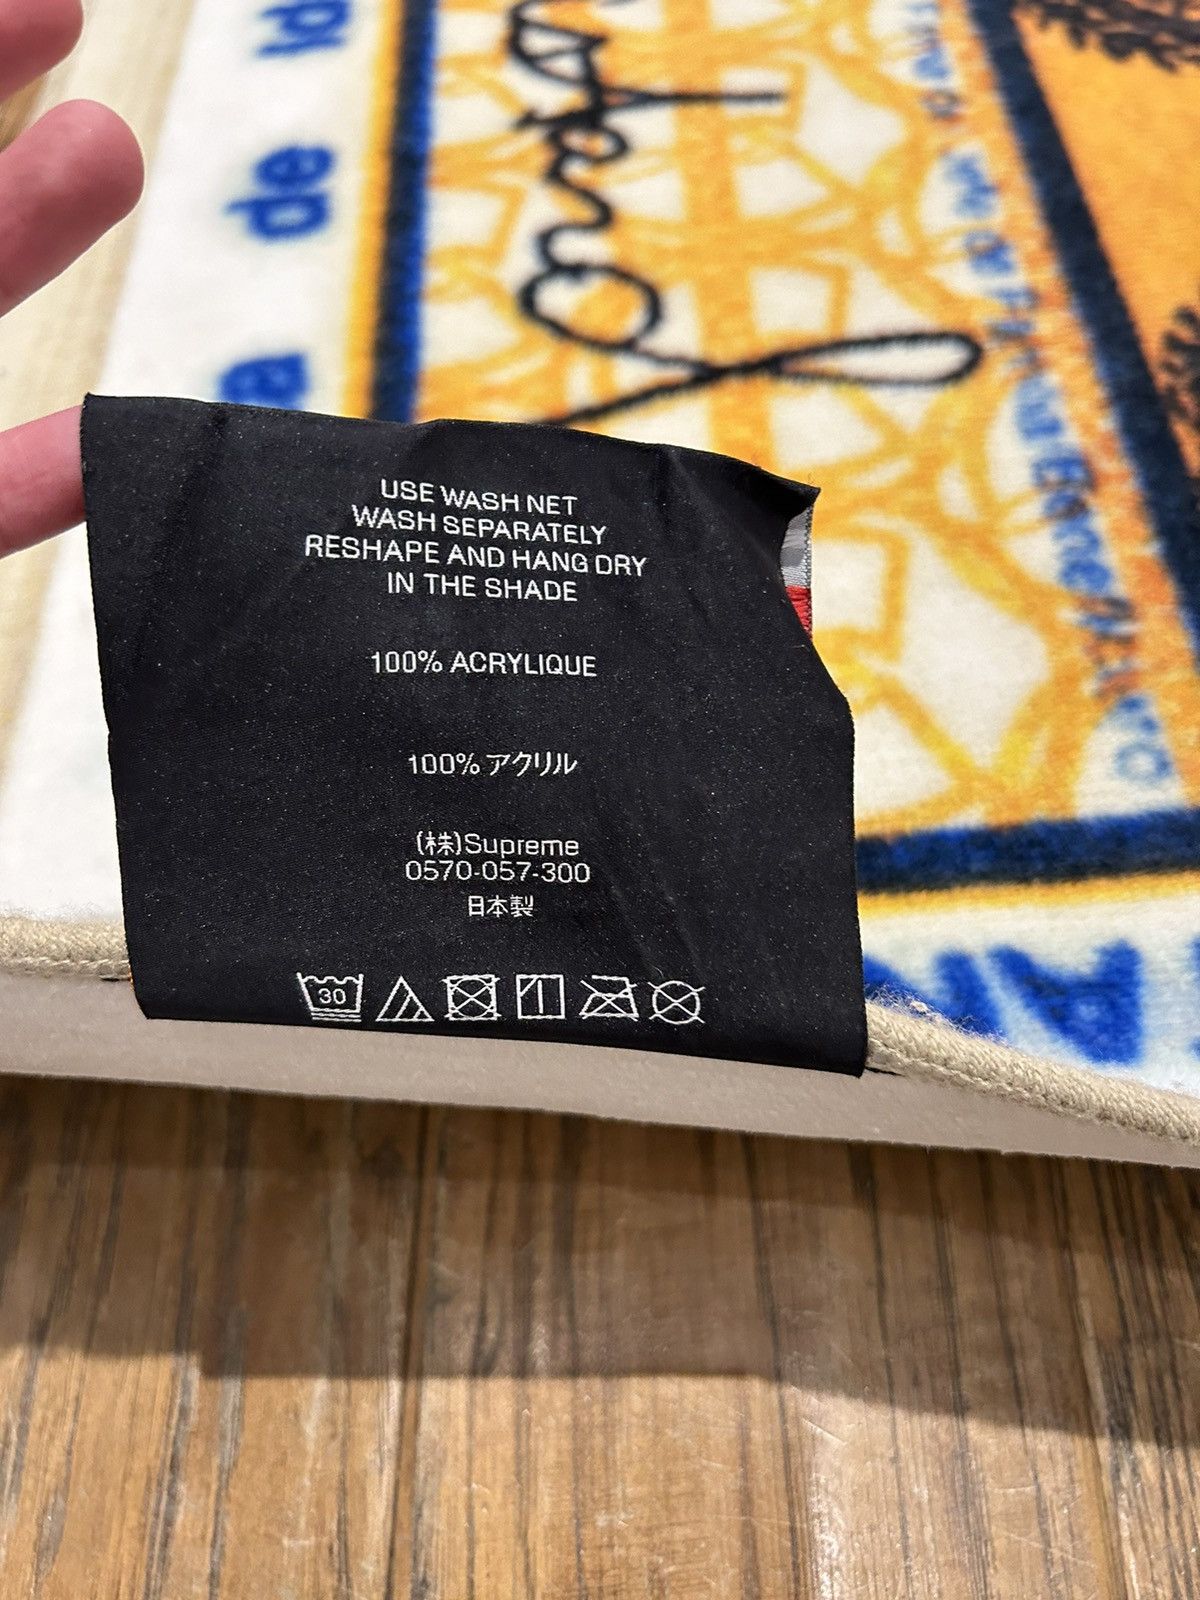 de
USE WASH NET
WASH SEPARATELY
RESHAPE AND HANG DRY
IN THE SHADE
100% ACRYLIQUE
100% アクリル
(株)Supreme
0570-057-300
日本製
30